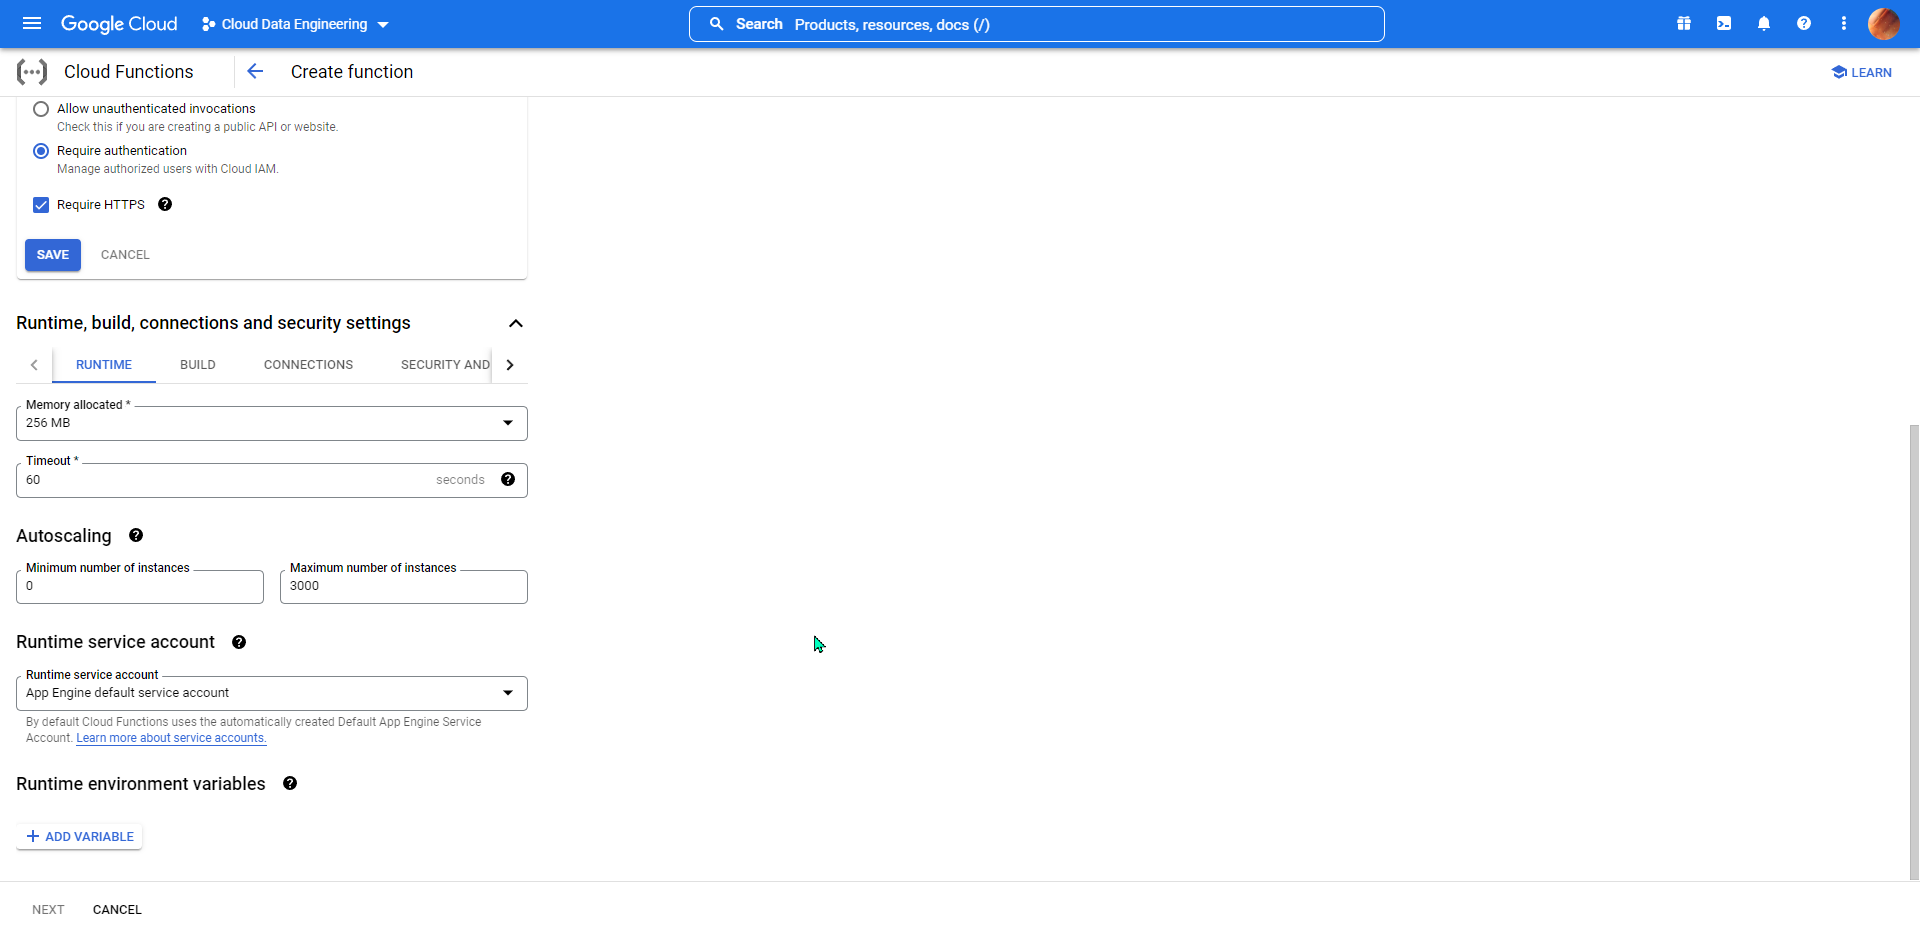 Google Cloud
Cloud Data Engineering
Search Products, resources, docs (/)
Cloud Functions
Create function
LEARN
Allow unauthenticated invocations
Check this if you are creating a public API or website.
Require authentication
Manage authorized users with Cloud IAM.
Require HTTPS
SAVE
CANCEL
Runtime, build, connections and security settings
RUNTIME
BUILD
CONNECTIONS
SECURITY AND
Memory allocated *
256 MB
Timeout *
60
seconds
Autoscaling
Minimum number of instances
0
Maximum number of instances
3000
Runtime service account
Runtime service account
App Engine default service account
By default Cloud Functions uses the automatically created Default App Engine Service
Account. Learn more about service accounts.
Runtime environment variables
ADD VARIABLE
NEXT
CANCEL